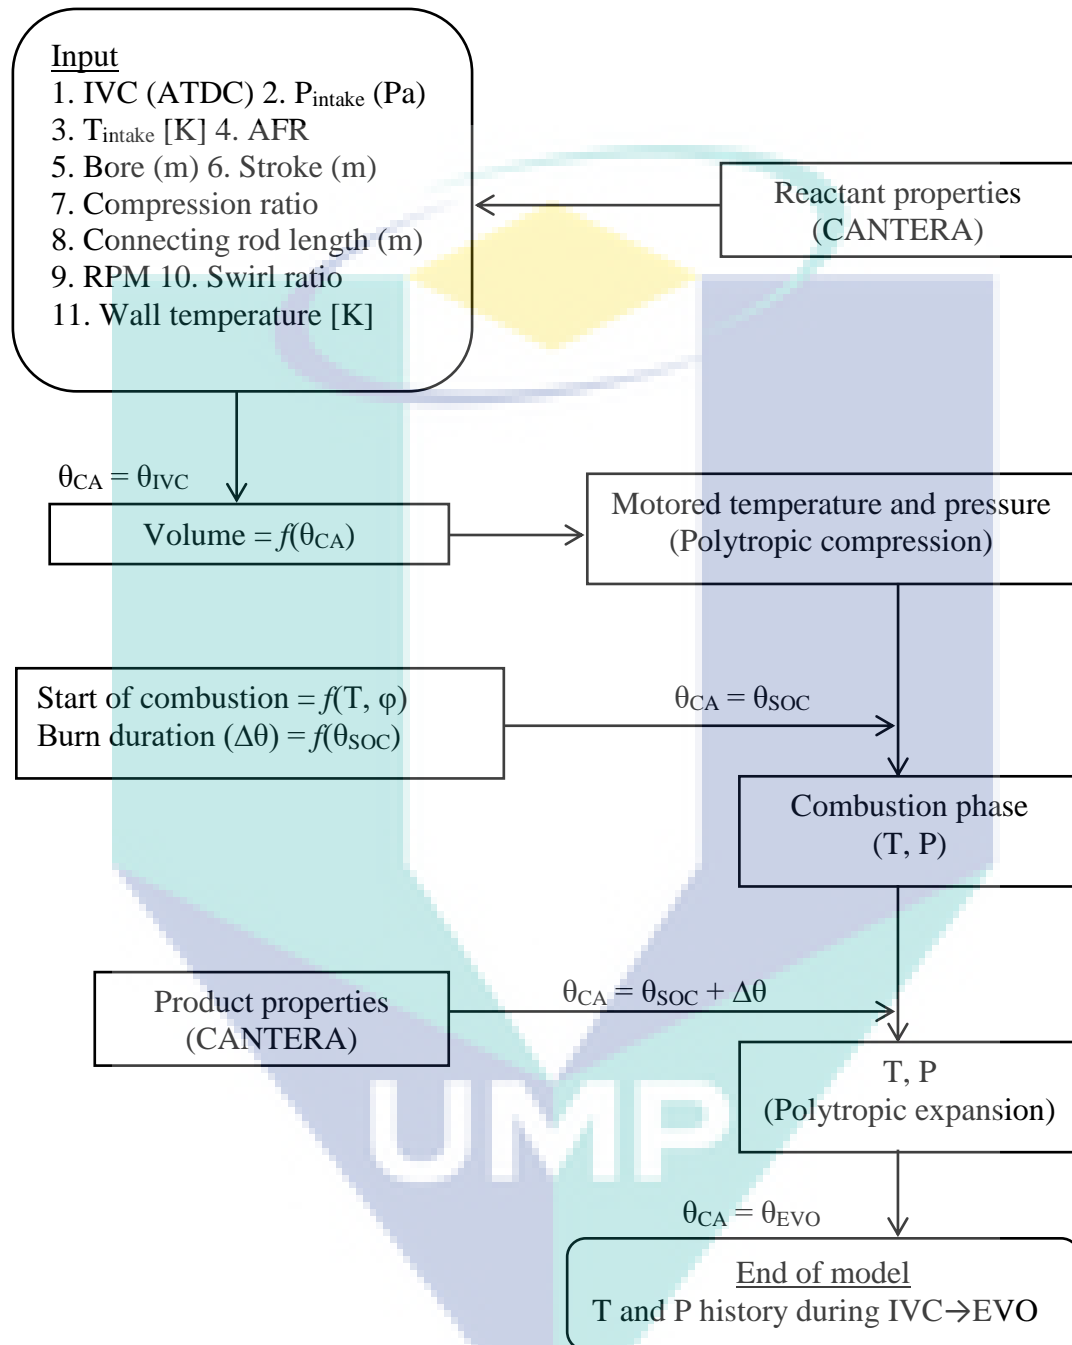 Input
1. IVC (ATDC) 2. Pintake (Pa)
3. Tintake [K] 4. AFR
5. Bore (m) 6. Stroke (m)
7. Compression ratio
8. Connecting rod length (m)
9. RPM 10. Swirl ratio
11. Wall temperature [K]
Reactant properties
(CANTERA)
θCA = θIVC
Volume = f(θCA)
Motored temperature and pressure
(Polytropic compression)
Start of combustion = f(T, φ)
Burn duration (Δθ) = f(θSOC)
θCA = θSOC
Combustion phase
(T, P)
Product properties
(CANTERA)
θCA = θSOC + Δθ
T, P
(Polytropic expansion)
UMP
θCA = θEVO
End of model
T and P history during IVC→EVO